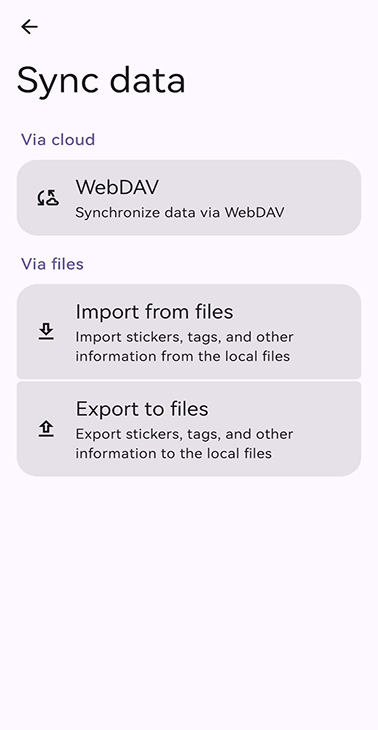 Sync data
Via cloud
WebDAV
Synchronize data via WebDAV
Via files
Import from files
Import stickers, tags, and other
information from the local files
Export to files
Export stickers, tags, and other
information to the local files